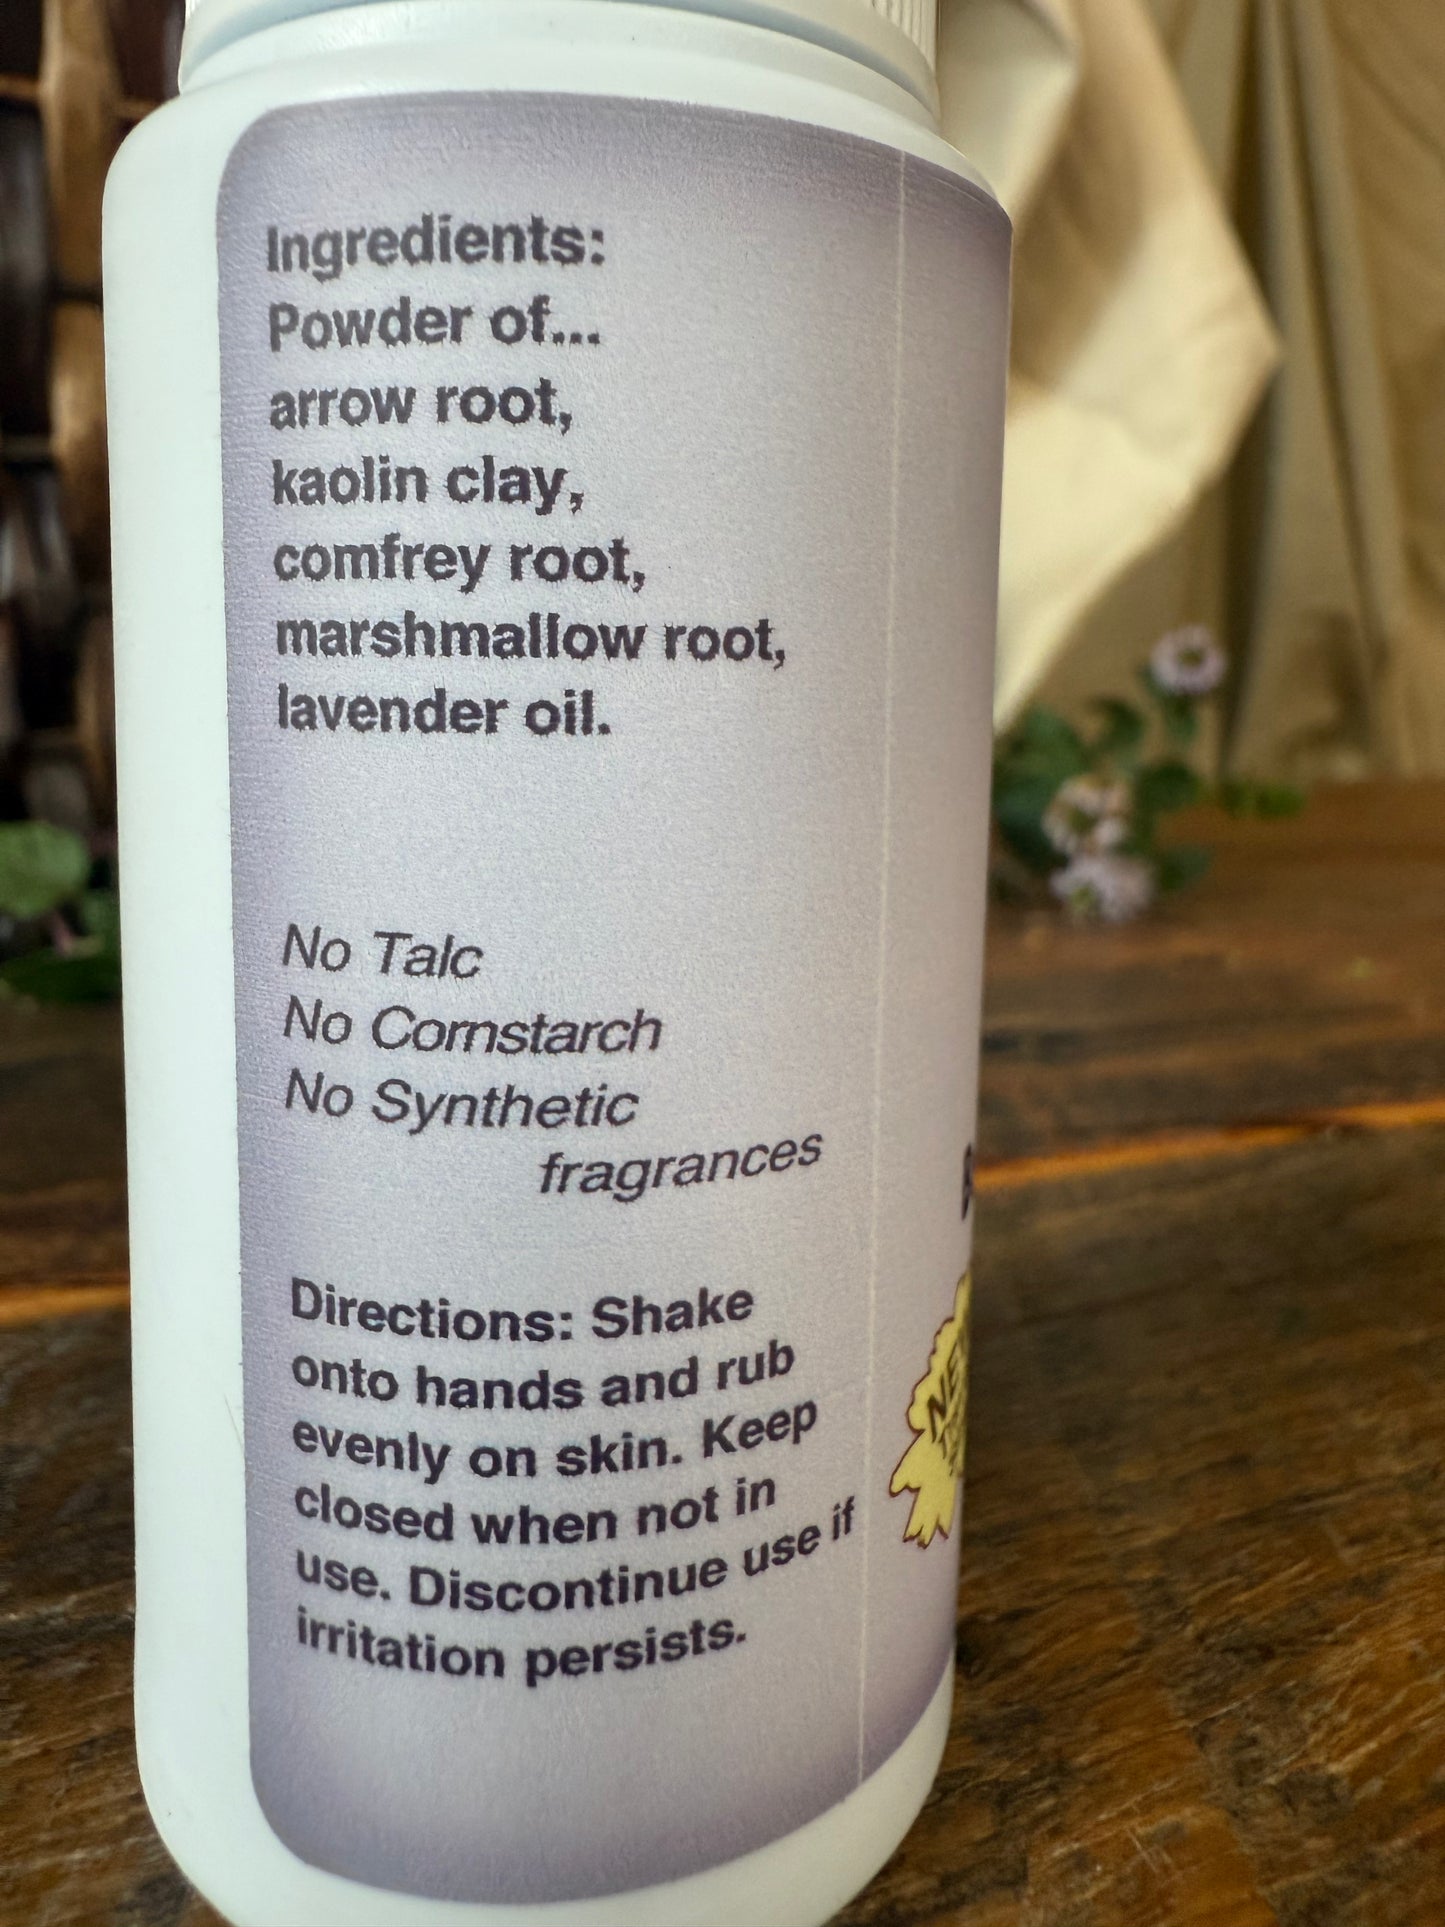 Ingredients:
Powder of...
arrow root,
kaolin clay,
comfrey root,
marshmallow root,
lavender oil.
No Talc
No Cornstarch
No Synthetic
fragrances
Directions: Shake
onto hands and rub
evenly on skin. Keep
closed when not in
use. Discontinue use if
irritation persists.